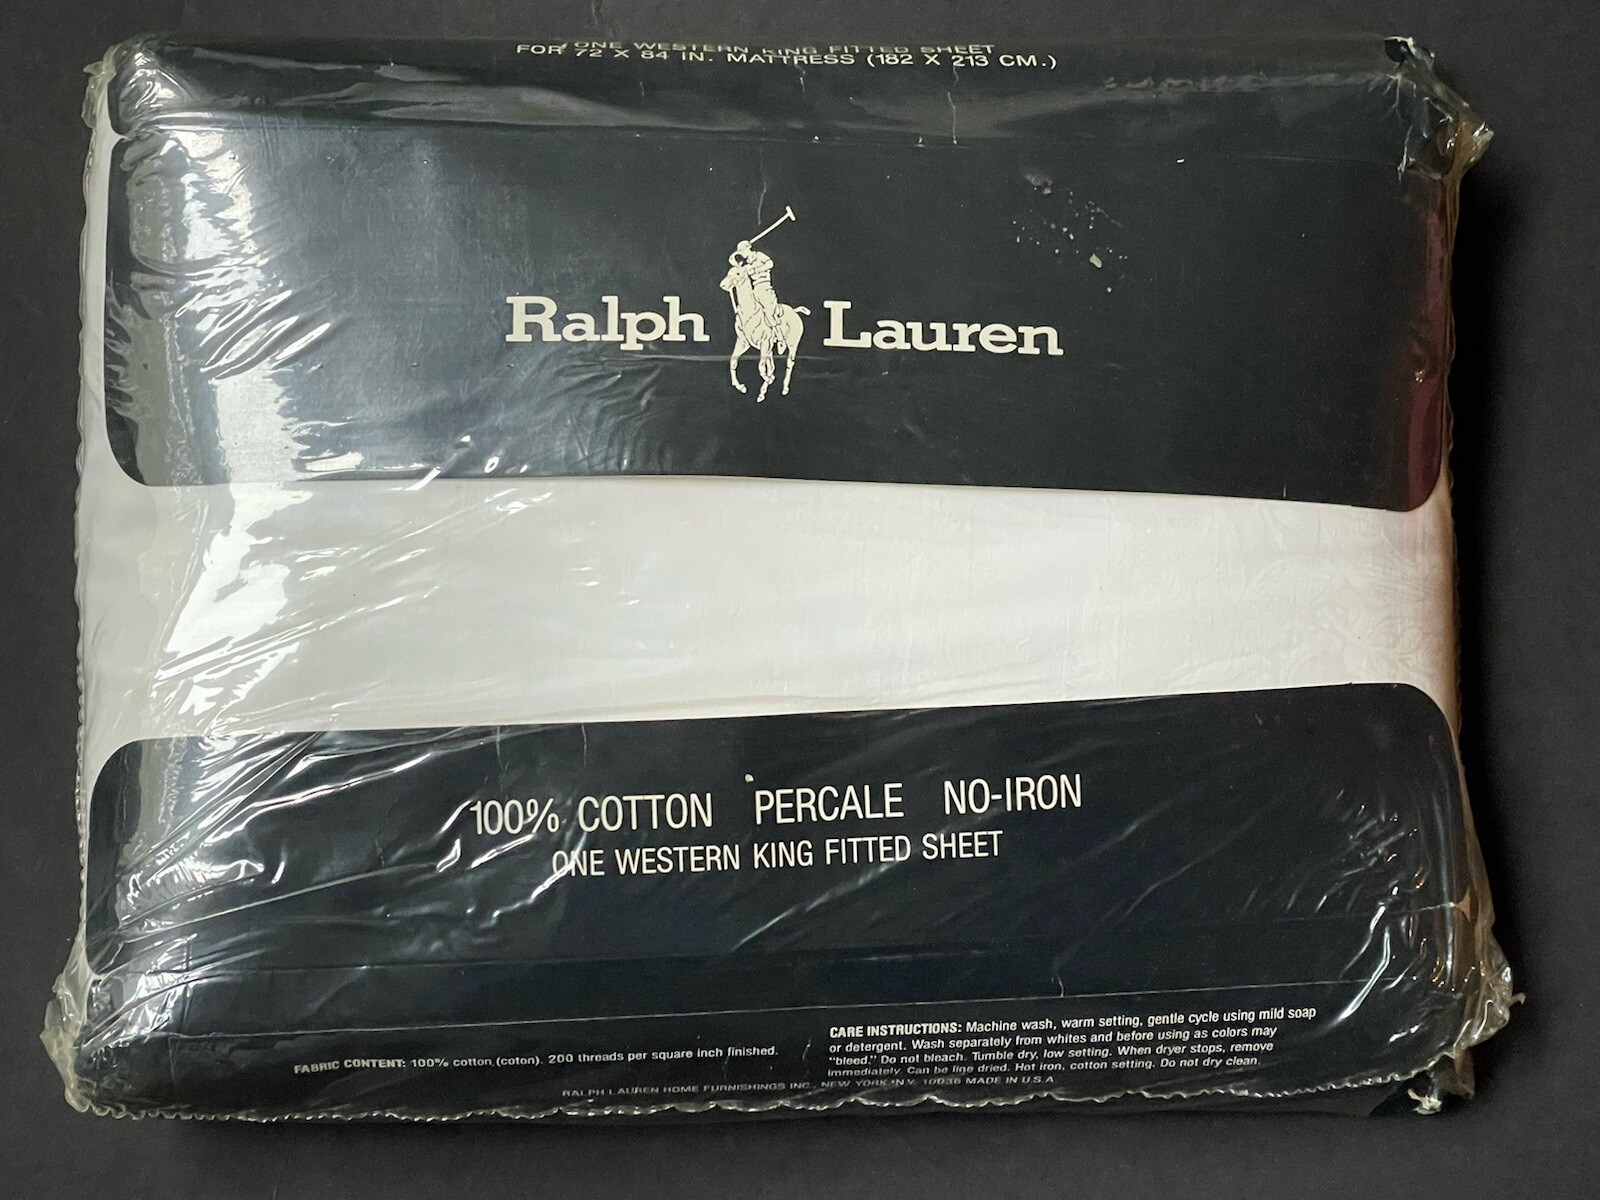 ONE WESTERN KING FITTED SHEET
FOR 72 X 84 IN. MATTRESS (182 X 213 CM.)
Ralph Lauren
100% COTTON PERCALE NO-IRON
ONE WESTERN KING FITTED SHEET
FABRIC CONTENT: 100% cotton (coton). 200 threads per square inch finished.
CARE INSTRUCTIONS: Machine wash, warm setting, gentle cycle using mild soap
or detergent. Wash separately from whites and before using as colors may
"bleed." Do not bleach. Tumble dry, low setting. When dryer stops, remove
immediately. Can be line dried. Hot iron, cotton setting. Do not dry clean.
RALPH LAUREN HOME FURNISHINGS INC., NEW YORK N.Y. 10036 MADE IN U.S.A.